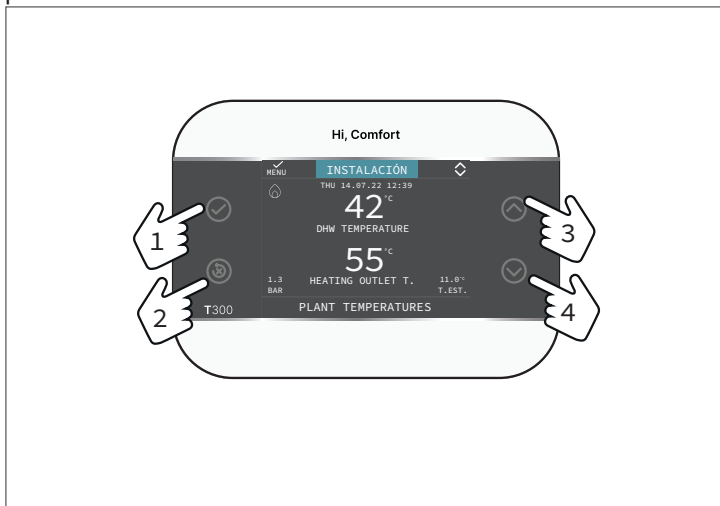 Hi, Comfort
MENU INSTALACIÓN
THU 14.07.22 12:39
42°C
DHW TEMPERATURE
55°C
1.3 BAR HEATING OUTLET T. 11.0°C T.EST.
T300 PLANT TEMPERATURES
1
2
3
4